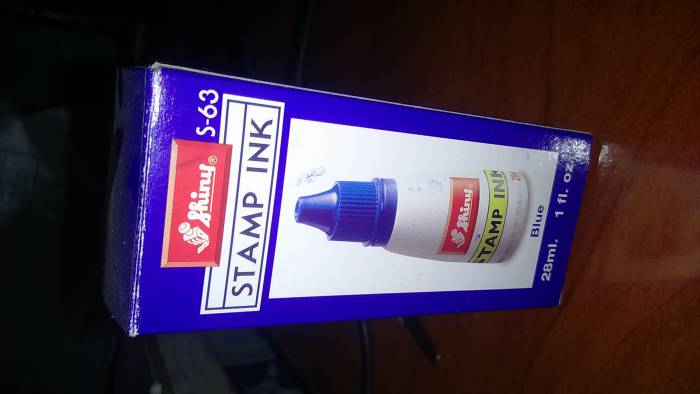 Shiny®
S-63
STAMP INK
Shiny
STAMP INK
Blue
28ml. 1 fl. oz.